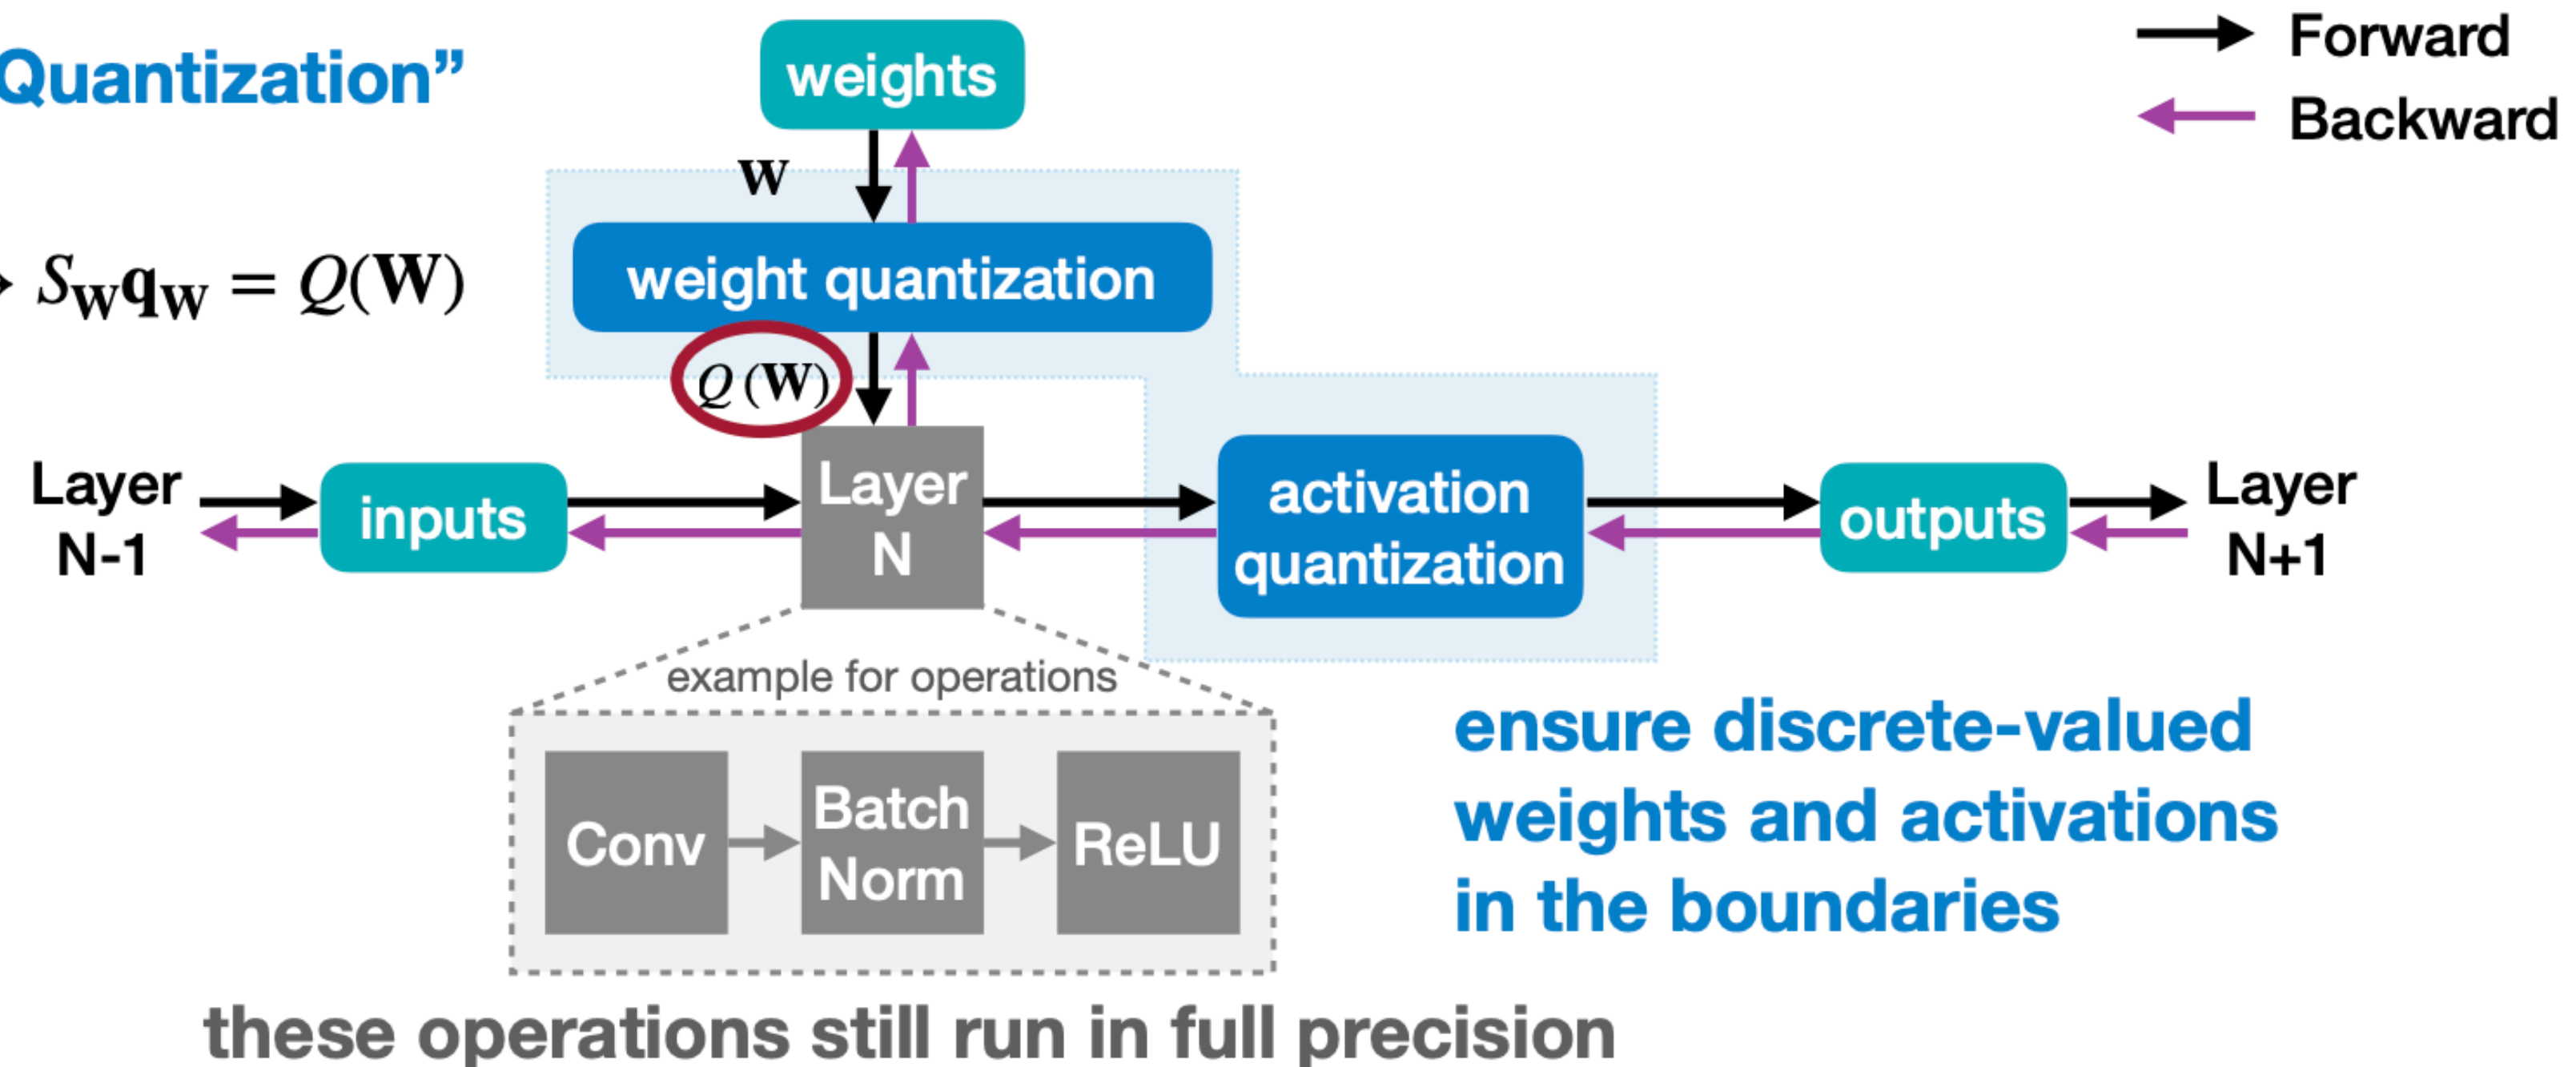 Quantization”
weights
Forward
Backward
W
weight quantization
→ S_W q_W = Q(W)
Q (W)
Layer
N-1
inputs
Layer
N
activation
quantization
outputs
Layer
N+1
example for operations
Conv
Batch
Norm
ReLU
ensure discrete-valued
weights and activations
in the boundaries
these operations still run in full precision